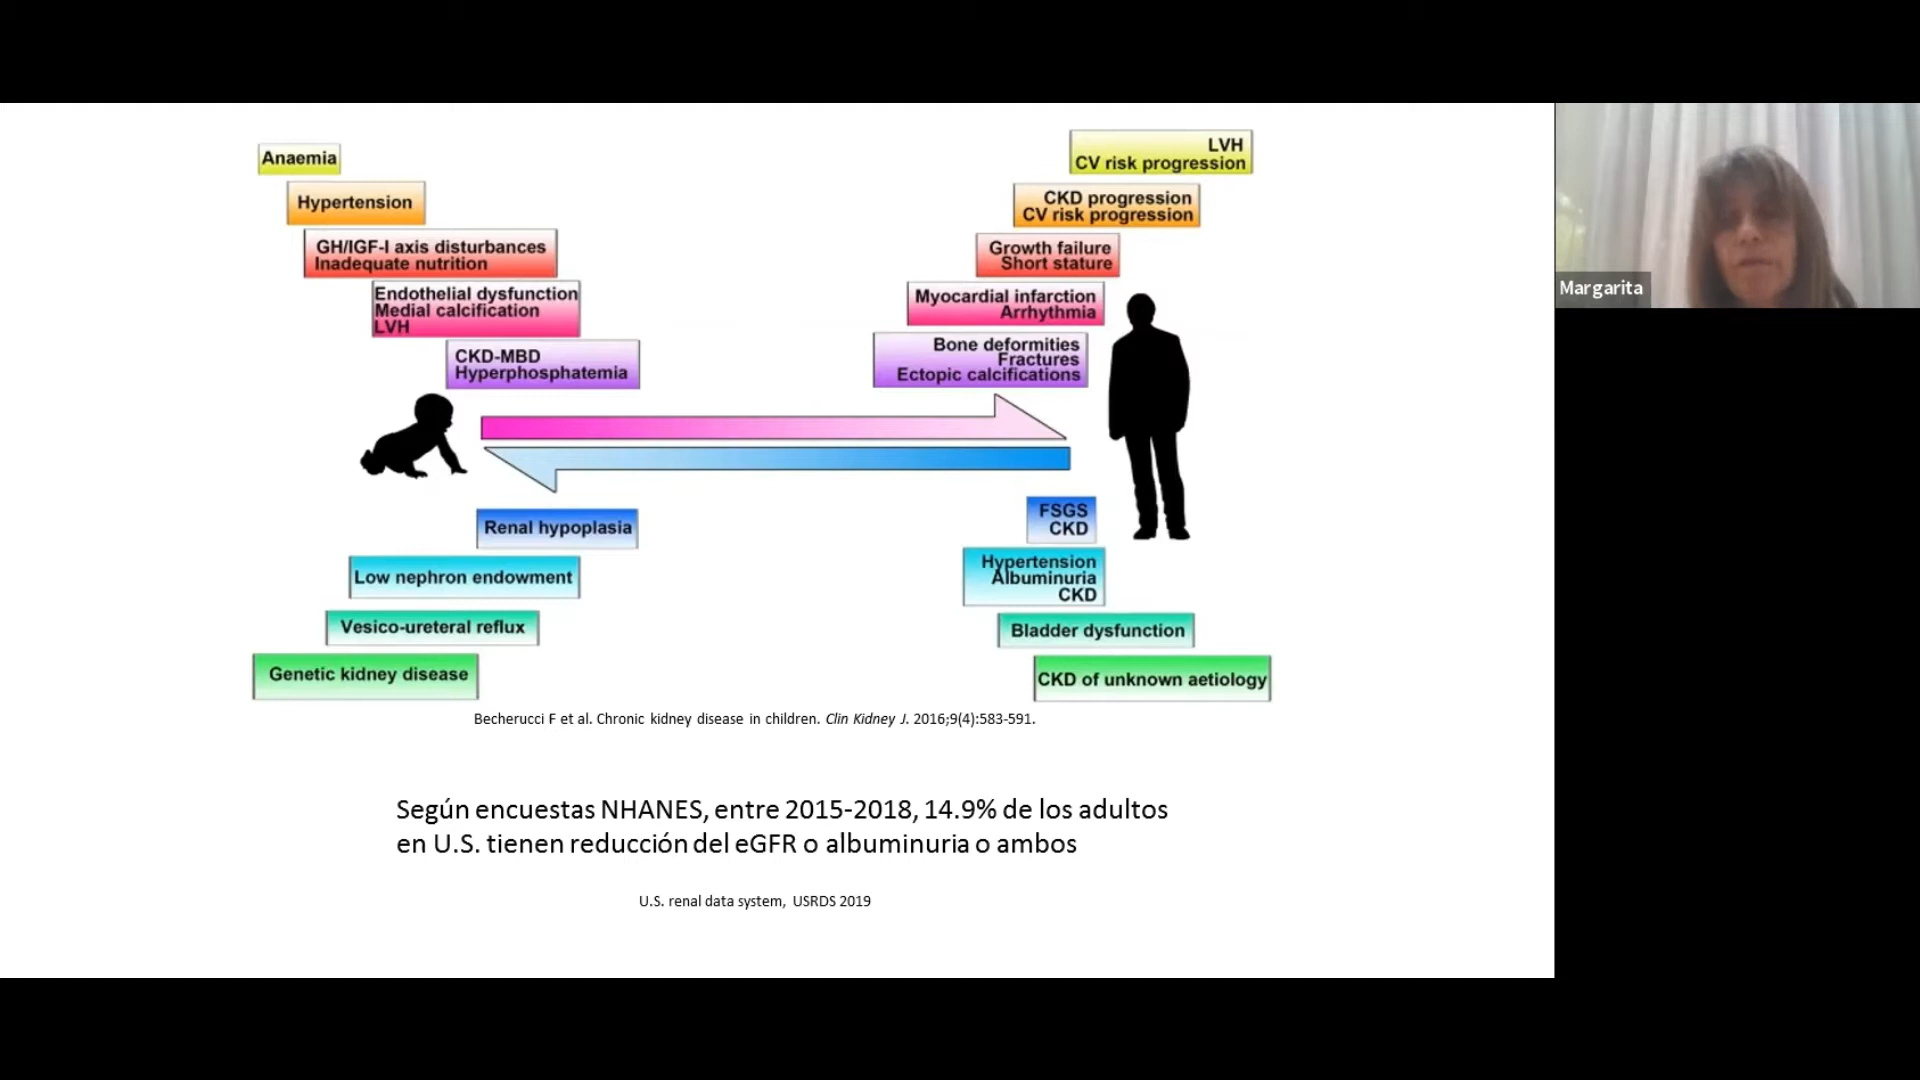 Anaemia
Hypertension
GH/IGF-I axis disturbances
Inadequate nutrition
Endothelial dysfunction
Medial calcification
LVH
CKD-MBD
Hyperphosphatemia
LVH
CV risk progression
CKD progression
CV risk progression
Growth failure
Short stature
Myocardial infarction
Arrhythmia
Bone deformities
Fractures
Ectopic calcifications
Renal hypoplasia
Low nephron endowment
Vesico-ureteral reflux
Genetic kidney disease
FSGS
CKD
Hypertension
Albuminuria
CKD
Bladder dysfunction
CKD of unknown aetiology
Becherucci F et al. Chronic kidney disease in children. Clin Kidney J. 2016;9(4):583-591.
Según encuestas NHANES, entre 2015-2018, 14.9% de los adultos
en U.S. tienen reducción del eGFR o albuminuria o ambos
U.S. renal data system, USRDS 2019
Margarita